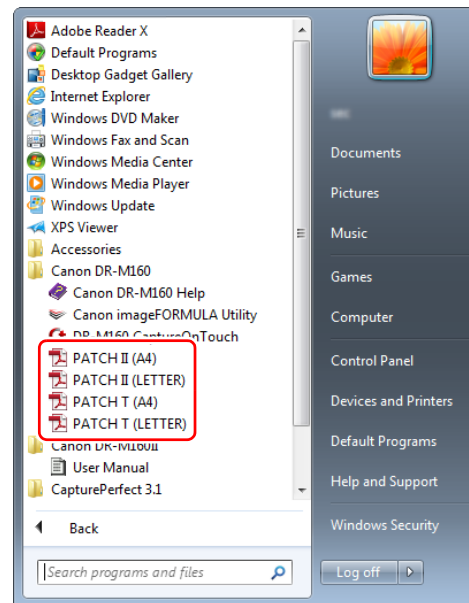 Adobe Reader X
Default Programs
Desktop Gadget Gallery
Internet Explorer
Windows DVD Maker
Windows Fax and Scan
Windows Media Center
Windows Media Player
Windows Update
XPS Viewer
Accessories
Canon DR-M160
Canon DR-M160 Help
Canon imageFORMULA Utility
DR-M160 CaptureOnTouch
PATCH II (A4)
PATCH II (LETTER)
PATCH T (A4)
PATCH T (LETTER)
Canon DR-M160II
User Manual
CapturePerfect 3.1
Back
Search programs and files
Documents
Pictures
Music
Games
Computer
Control Panel
Devices and Printers
Default Programs
Help and Support
Windows Security
Log off